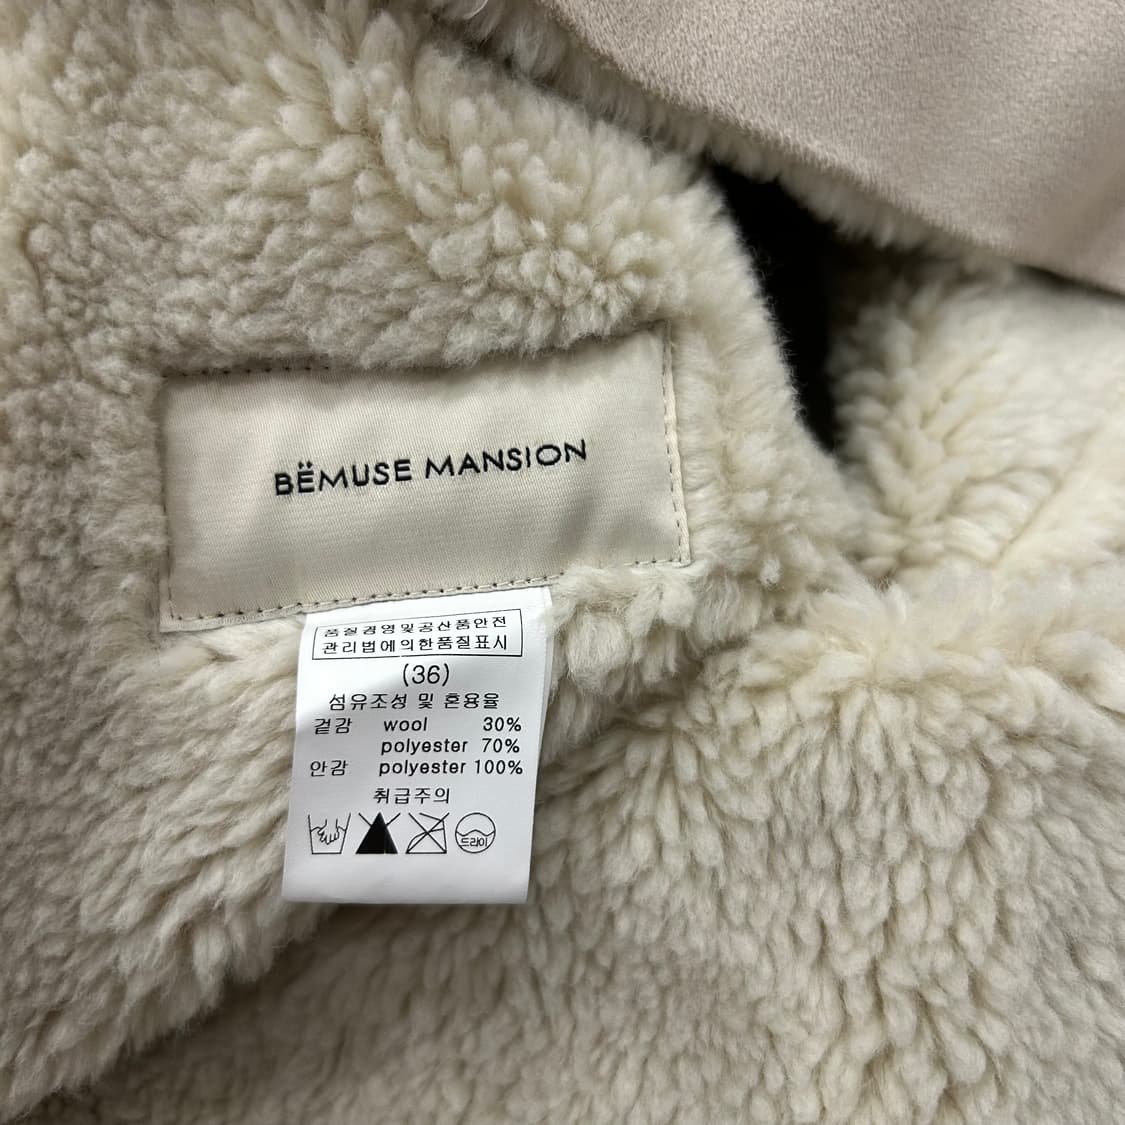 BËMUSE MANSION
품질경영및공산품안전
관리법에의한품질표시
(36)
섬유조성 및 혼용율
겉감 wool 30%
polyester 70%
안감 polyester 100%
취급주의
드라이